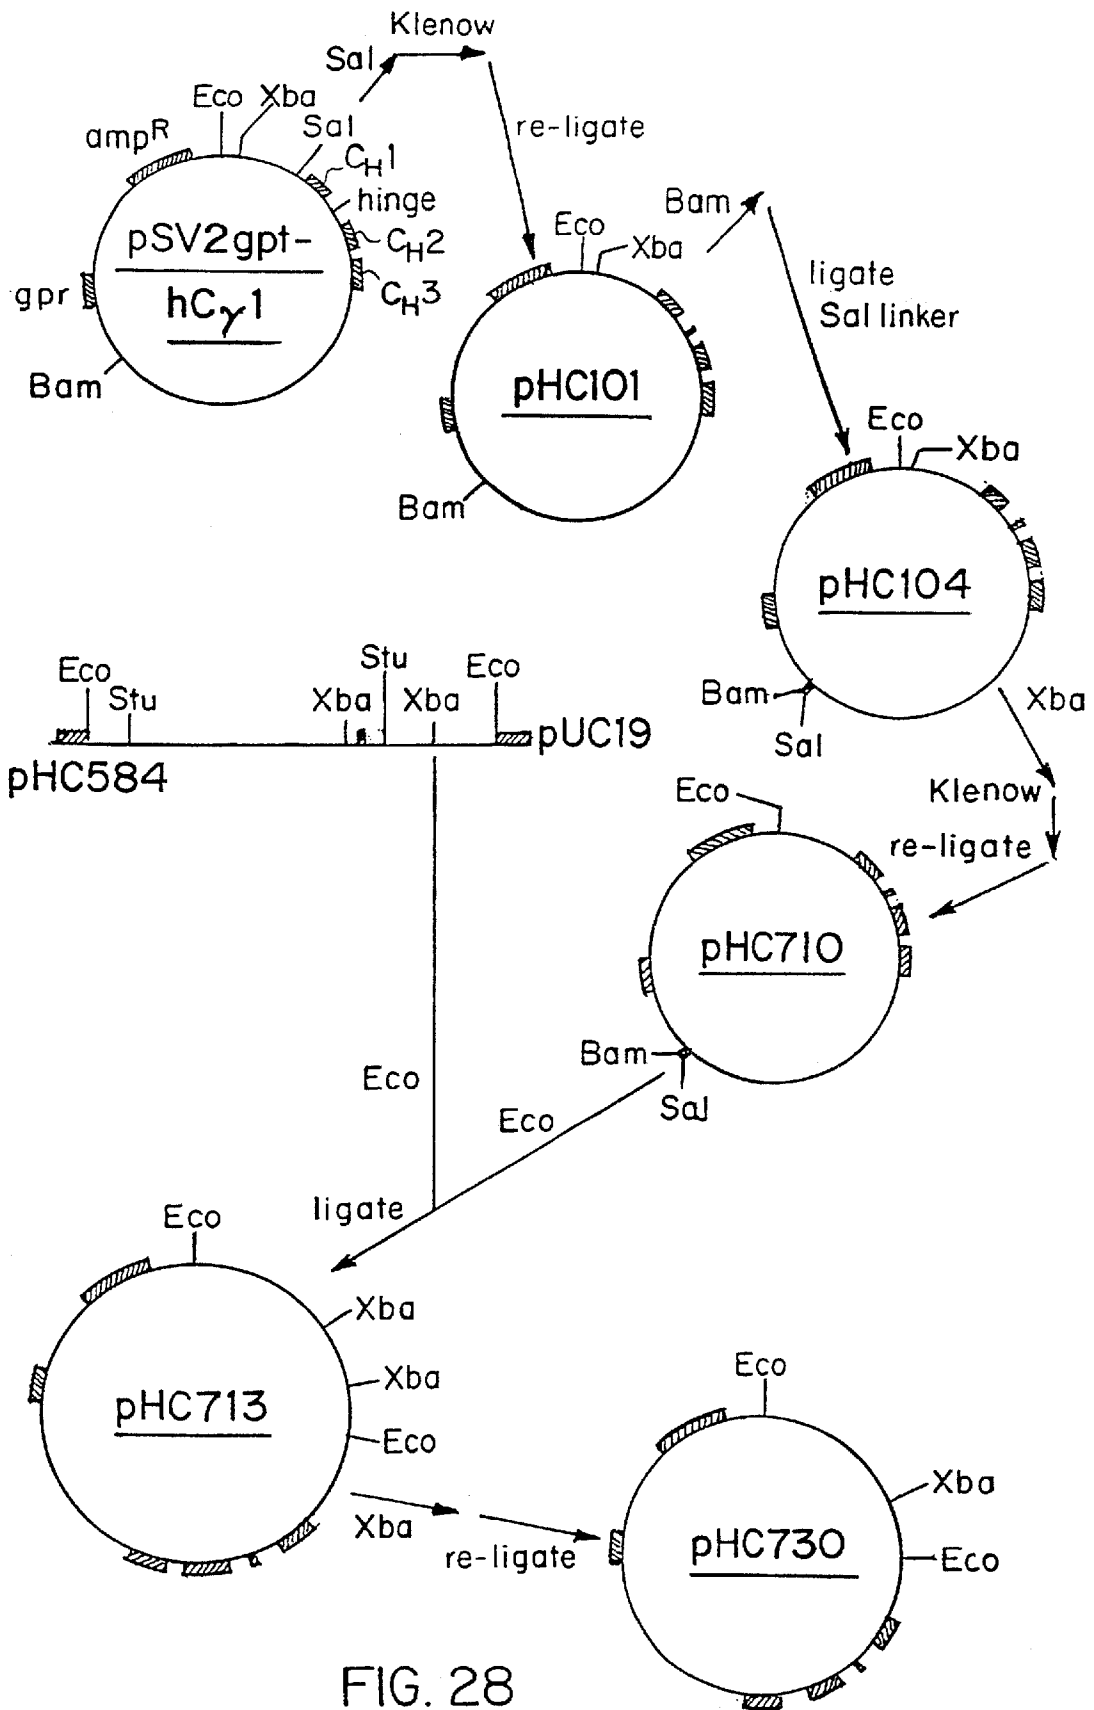 Klenow
Sal
Eco Xba
Sal
ampR
CH1
hinge
CH2
CH3
re-ligate
pSV2gpt-
hCγ1
gpr
Bam
Eco
Xba
Bam
ligate
Sal linker
pHC101
Bam
Eco
Xba
pHC104
Bam
Sal
Xba
Klenow
re-ligate
Eco
Stu
Xba
Stu
Xba
Eco
pUC19
pHC584
Eco
pHC710
Bam
Sal
Eco
Eco
ligate
Eco
Xba
Xba
Eco
pHC713
Xba
re-ligate
Eco
Xba
Eco
pHC730
FIG. 28